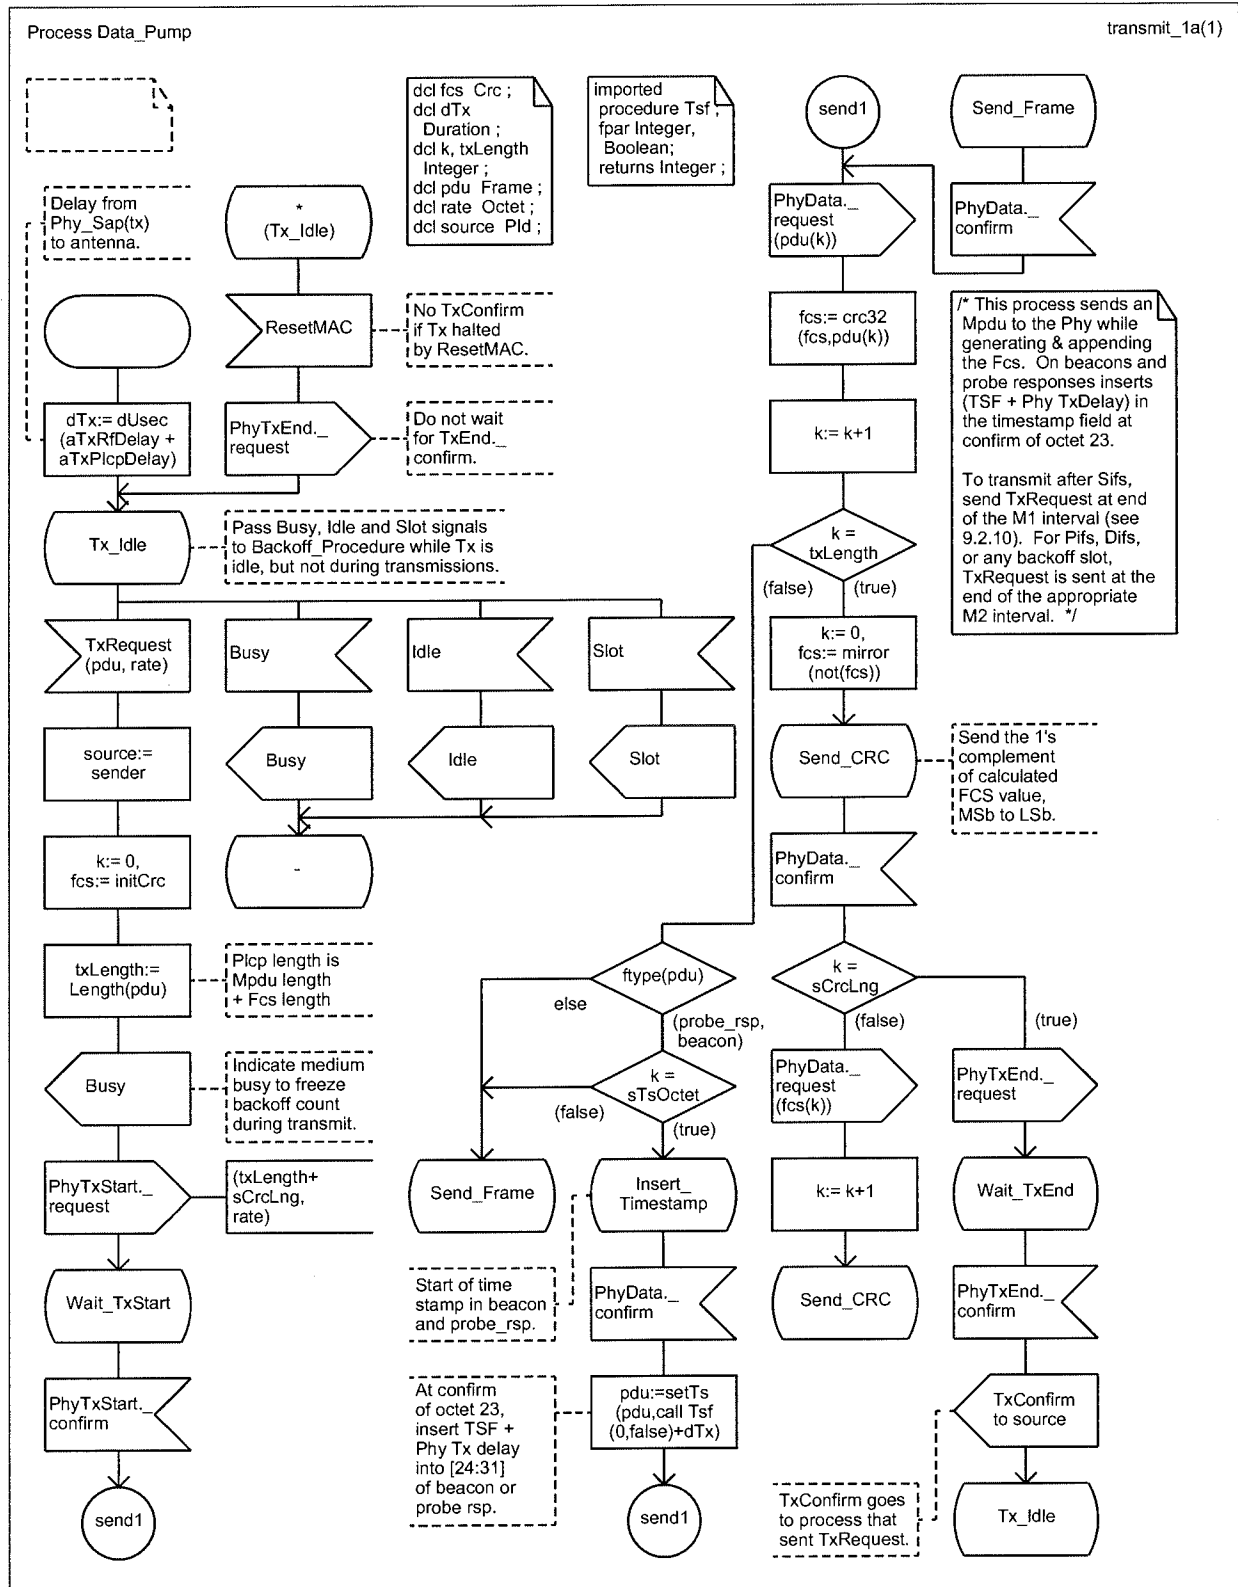 Process Data_Pump
transmit_1a(1)
dcl fcs Crc ;
dcl dTx
Duration ;
dcl k, txLength
Integer ;
dcl pdu Frame ;
dcl rate Octet ;
dcl source PId ;
imported
procedure Tsf ;
fpar Integer,
Boolean;
returns Integer ;
Delay from
Phy_Sap(tx)
to antenna.
*
(Tx_Idle)
ResetMAC
No TxConfirm
if Tx halted
by ResetMAC.
dTx:= dUsec
(aTxRfDelay +
aTxPlcpDelay)
PhyTxEnd._
request
Do not wait
for TxEnd._
confirm.
Tx_Idle
Pass Busy, Idle and Slot signals
to Backoff_Procedure while Tx is
idle, but not during transmissions.
TxRequest
(pdu, rate)
Busy
Idle
Slot
source:=
sender
Busy
Idle
Slot
k:= 0,
fcs:= initCrc
-
txLength:=
Length(pdu)
Plcp length is
Mpdu length
+ Fcs length
Busy
Indicate medium
busy to freeze
backoff count
during transmit.
PhyTxStart._
request
(txLength+
sCrcLng,
rate)
Wait_TxStart
PhyTxStart._
confirm
send1
send1
Send_Frame
PhyData._
request
(pdu(k))
PhyData._
confirm
fcs:= crc32
(fcs,pdu(k))
k:= k+1
/* This process sends an
Mpdu to the Phy while
generating & appending
the Fcs. On beacons and
probe responses inserts
(TSF + Phy TxDelay) in
the timestamp field at
confirm of octet 23.
To transmit after Sifs,
send TxRequest at end
of the M1 interval (see
9.2.10). For Pifs, Difs,
or any backoff slot,
TxRequest is sent at the
end of the appropriate
M2 interval. */
k =
txLength
(false)
(true)
k:= 0,
fcs:= mirror
(not(fcs))
Send_CRC
Send the 1's
complement
of calculated
FCS value,
MSb to LSb.
PhyData._
confirm
k =
sCrcLng
(false)
(true)
PhyData._
request
(fcs(k))
k:= k+1
Send_CRC
PhyTxEnd._
request
Wait_TxEnd
PhyTxEnd._
confirm
TxConfirm
to source
TxConfirm goes
to process that
sent TxRequest.
Tx_Idle
ftype(pdu)
else
(probe_rsp,
beacon)
k =
sTsOctet
(false)
(true)
Send_Frame
Insert_
Timestamp
Start of time
stamp in beacon
and probe_rsp.
PhyData._
confirm
At confirm
of octet 23,
insert TSF +
Phy Tx delay
into [24:31]
of beacon or
probe rsp.
pdu:=setTs
(pdu,call Tsf
(0,false)+dTx)
send1